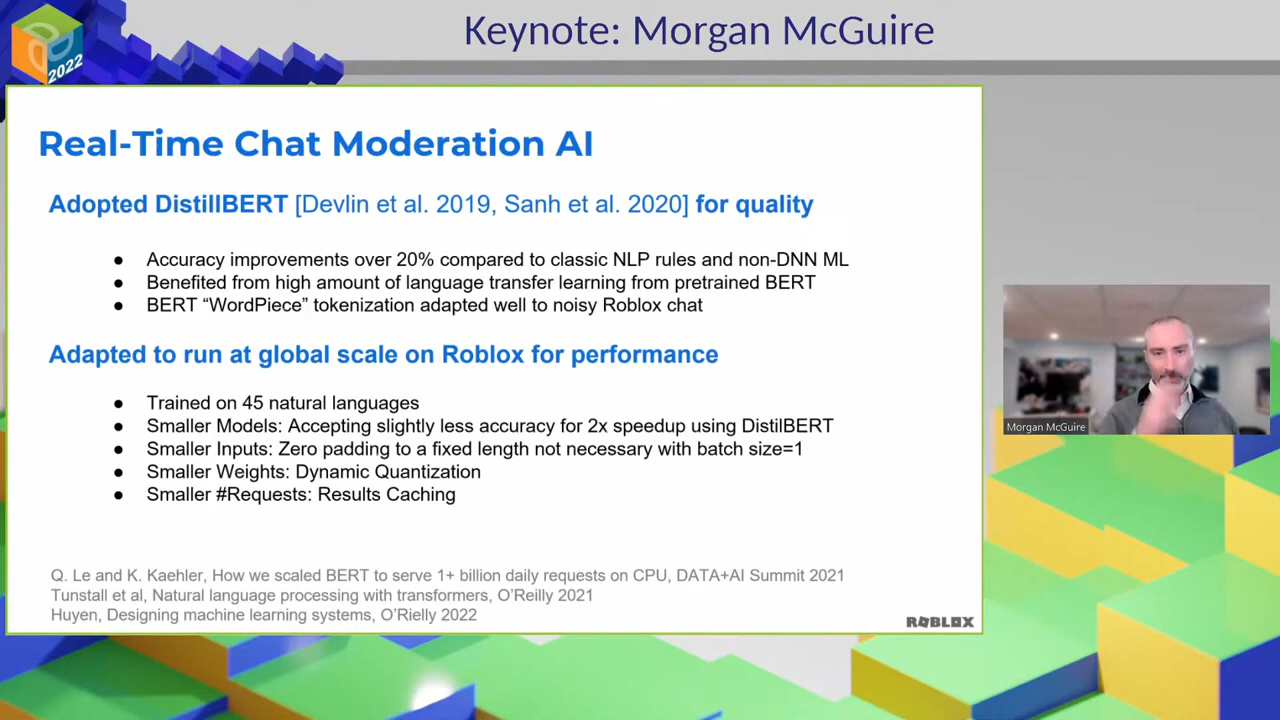 Keynote: Morgan McGuire
2022
Real-Time Chat Moderation AI
Adopted DistillBERT [Devlin et al. 2019, Sanh et al. 2020] for quality
● Accuracy improvements over 20% compared to classic NLP rules and non-DNN ML
● Benefited from high amount of language transfer learning from pretrained BERT
● BERT “WordPiece” tokenization adapted well to noisy Roblox chat
Adapted to run at global scale on Roblox for performance
● Trained on 45 natural languages
● Smaller Models: Accepting slightly less accuracy for 2x speedup using DistilBERT
● Smaller Inputs: Zero padding to a fixed length not necessary with batch size=1
● Smaller Weights: Dynamic Quantization
● Smaller #Requests: Results Caching
Q. Le and K. Kaehler, How we scaled BERT to serve 1+ billion daily requests on CPU, DATA+AI Summit 2021
Tunstall et al, Natural language processing with transformers, O’Reilly 2021
Huyen, Designing machine learning systems, O’Rielly 2022
ROBLOX
Morgan McGuire